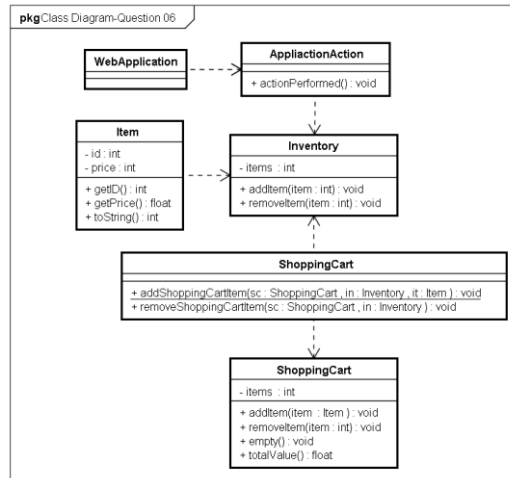 pkg Class Diagram-Question 06
WebApplication
AppliactionAction
+ actionPerformed() : void
Item
- id : int
- price : int
+ getID() : int
+ getPrice() : float
+ toString() : int
Inventory
- items : int
+ addItem(item : int) : void
+ removeItem(item : int) : void
ShoppingCart
+ addShoppingCartItem(sc : ShoppingCart , in : Inventory , it : Item ) : void
+ removeShoppingCartItem(sc : ShoppingCart , in : Inventory ) : void
ShoppingCart
- items : int
+ addItem(item : Item ) : void
+ removeItem(item : int) : void
+ empty() : void
+ totalValue() : float